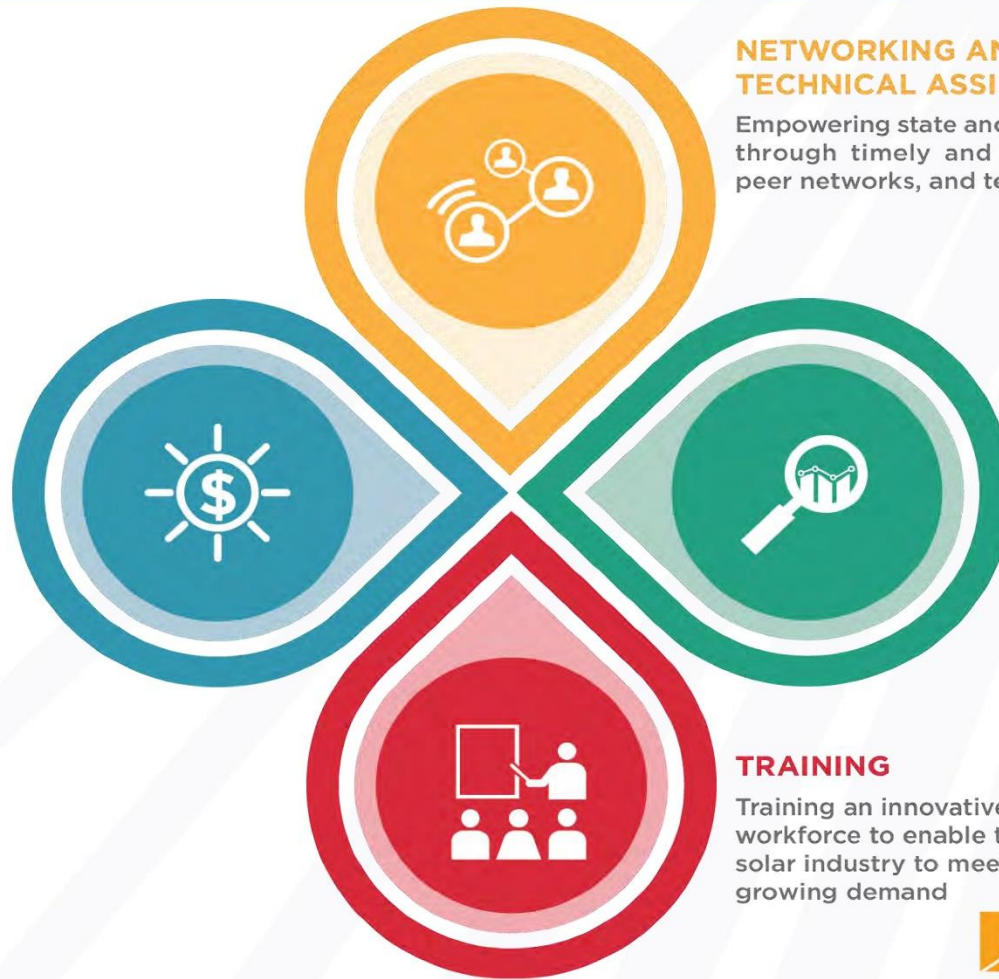 NETWORKING AN
TECHNICAL ASSI
Empowering state and
through timely and
peer networks, and te
$
TRAINING
Training an innovative
workforce to enable t
solar industry to mee
growing demand